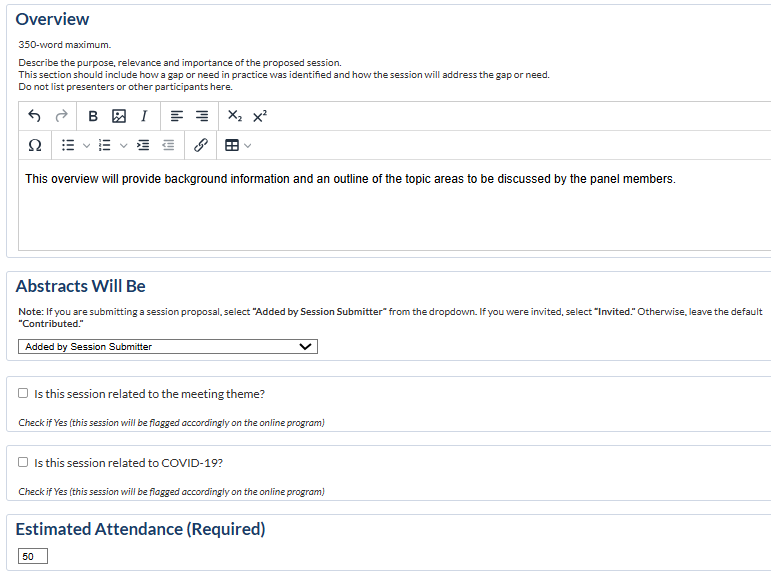 Overview
350-word maximum.
Describe the purpose, relevance and importance of the proposed session.
This section should include how a gap or need in practice was identified and how the session will address the gap or need.
Do not list presenters or other participants here.
B I X₂ X²
Ω
This overview will provide background information and an outline of the topic areas to be discussed by the panel members.
Abstracts Will Be
Note: If you are submitting a session proposal, select "Added by Session Submitter" from the dropdown. If you were invited, select "Invited." Otherwise, leave the default
"Contributed."
Added by Session Submitter
Is this session related to the meeting theme?
Check if Yes (this session will be flagged accordingly on the online program)
Is this session related to COVID-19?
Check if Yes (this session will be flagged accordingly on the online program)
Estimated Attendance (Required)
50